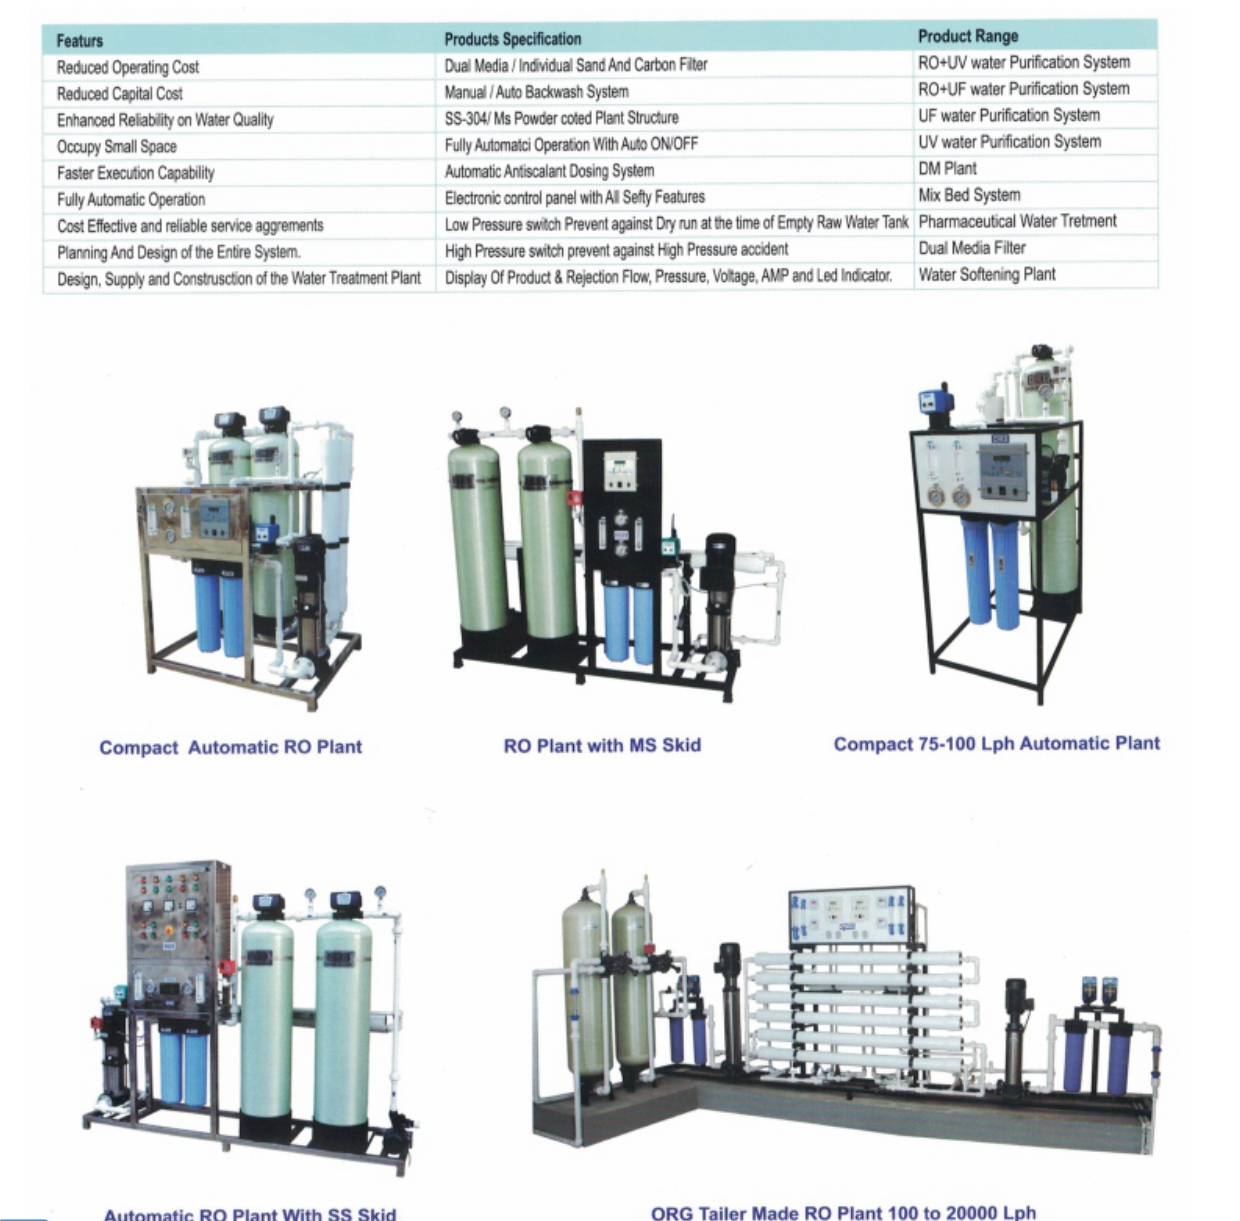 Featurs Products Specification Product Range
Reduced Operating Cost Dual Media / Individual Sand And Carbon Filter RO+UV water Purification System
Reduced Capital Cost Manual / Auto Backwash System RO+UF water Purification System
Enhanced Reliability on Water Quality SS-304/ Ms Powder coted Plant Structure UF water Purification System
Occupy Small Space Fully Automatci Operation With Auto ON/OFF UV water Purification System
Faster Execution Capability Automatic Antiscalant Dosing System DM Plant
Fully Automatic Operation Electronic control panel with All Sefty Features Mix Bed System
Cost Effective and reliable service aggrements Low Pressure switch Prevent against Dry run at the time of Empty Raw Water Tank Pharmaceutical Water Tretment
Planning And Design of the Entire System. High Pressure switch prevent against High Pressure accident Dual Media Filter
Design, Supply and Construsction of the Water Treatment Plant Display Of Product & Rejection Flow, Pressure, Voltage, AMP and Led Indicator. Water Softening Plant
Compact Automatic RO Plant RO Plant with MS Skid Compact 75-100 Lph Automatic Plant
Automatic RO Plant With SS Skid ORG Tailer Made RO Plant 100 to 20000 Lph